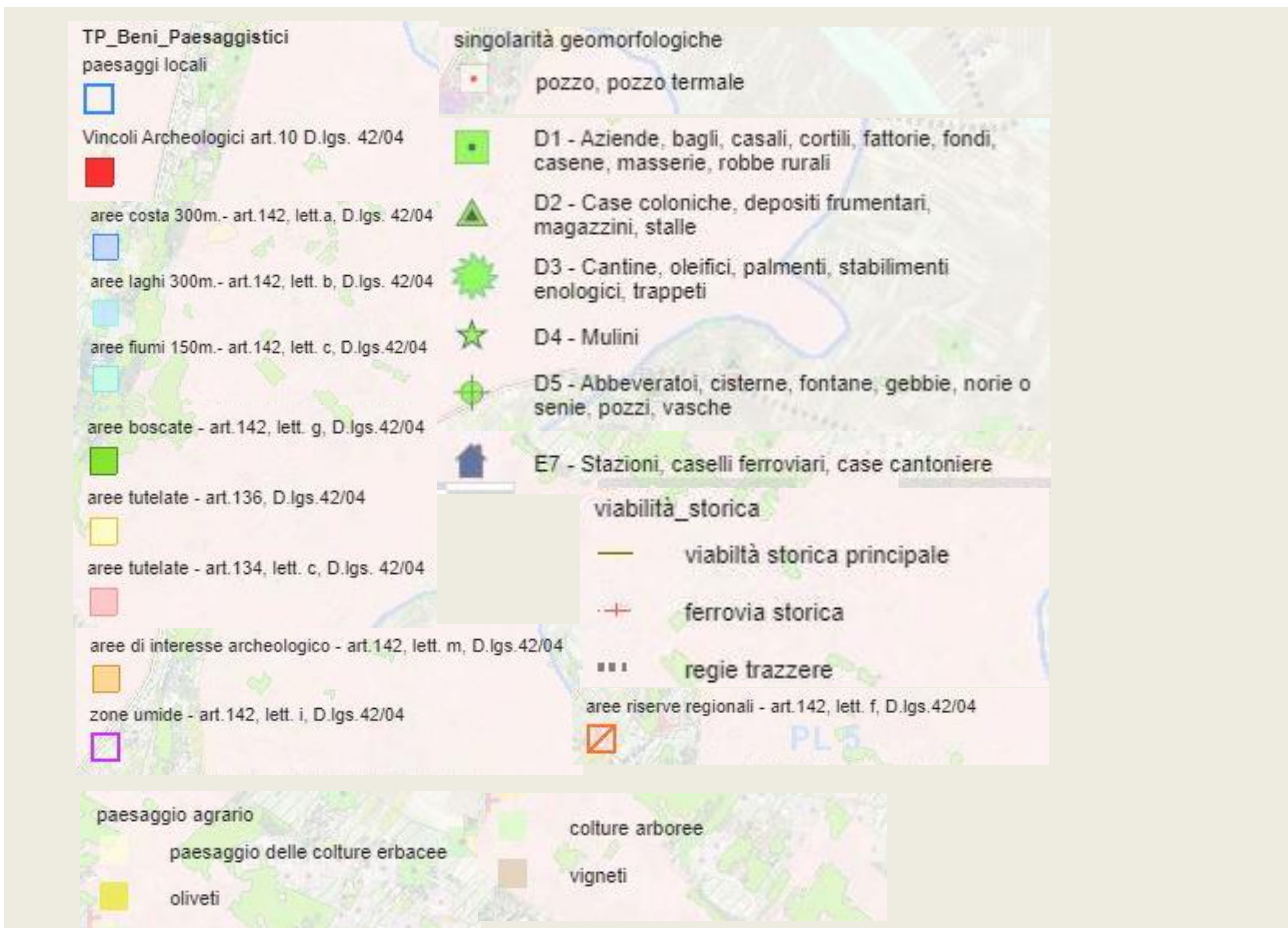 TP_Beni_Paesaggistici
paesaggi locali
Vincoli Archeologici art.10 D.lgs. 42/04
aree costa 300m.- art.142, lett.a, D.lgs. 42/04
aree laghi 300m.- art.142, lett. b, D.lgs. 42/04
aree fiumi 150m.- art.142, lett. c, D.lgs.42/04
aree boscate - art.142, lett. g, D.lgs.42/04
aree tutelate - art.136, D.lgs.42/04
aree tutelate - art.134, lett. c, D.lgs. 42/04
aree di interesse archeologico - art.142, lett. m, D.lgs.42/04
zone umide - art.142, lett. i, D.lgs.42/04
singolarità geomorfologiche
pozzo, pozzo termale
D1 - Aziende, bagli, casali, cortili, fattorie, fondi,
casene, masserie, robbe rurali
D2 - Case coloniche, depositi frumentari,
magazzini, stalle
D3 - Cantine, oleifici, palmenti, stabilimenti
enologici, trappeti
D4 - Mulini
D5 - Abbeveratoi, cisterne, fontane, gebbie, norie o
senie, pozzi, vasche
E7 - Stazioni, caselli ferroviari, case cantoniere
viabilità_storica
viabiltà storica principale
ferrovia storica
regie trazzere
aree riserve regionali - art.142, lett. f, D.lgs.42/04
PL 5
paesaggio agrario
paesaggio delle colture erbacee
oliveti
colture arboree
vigneti